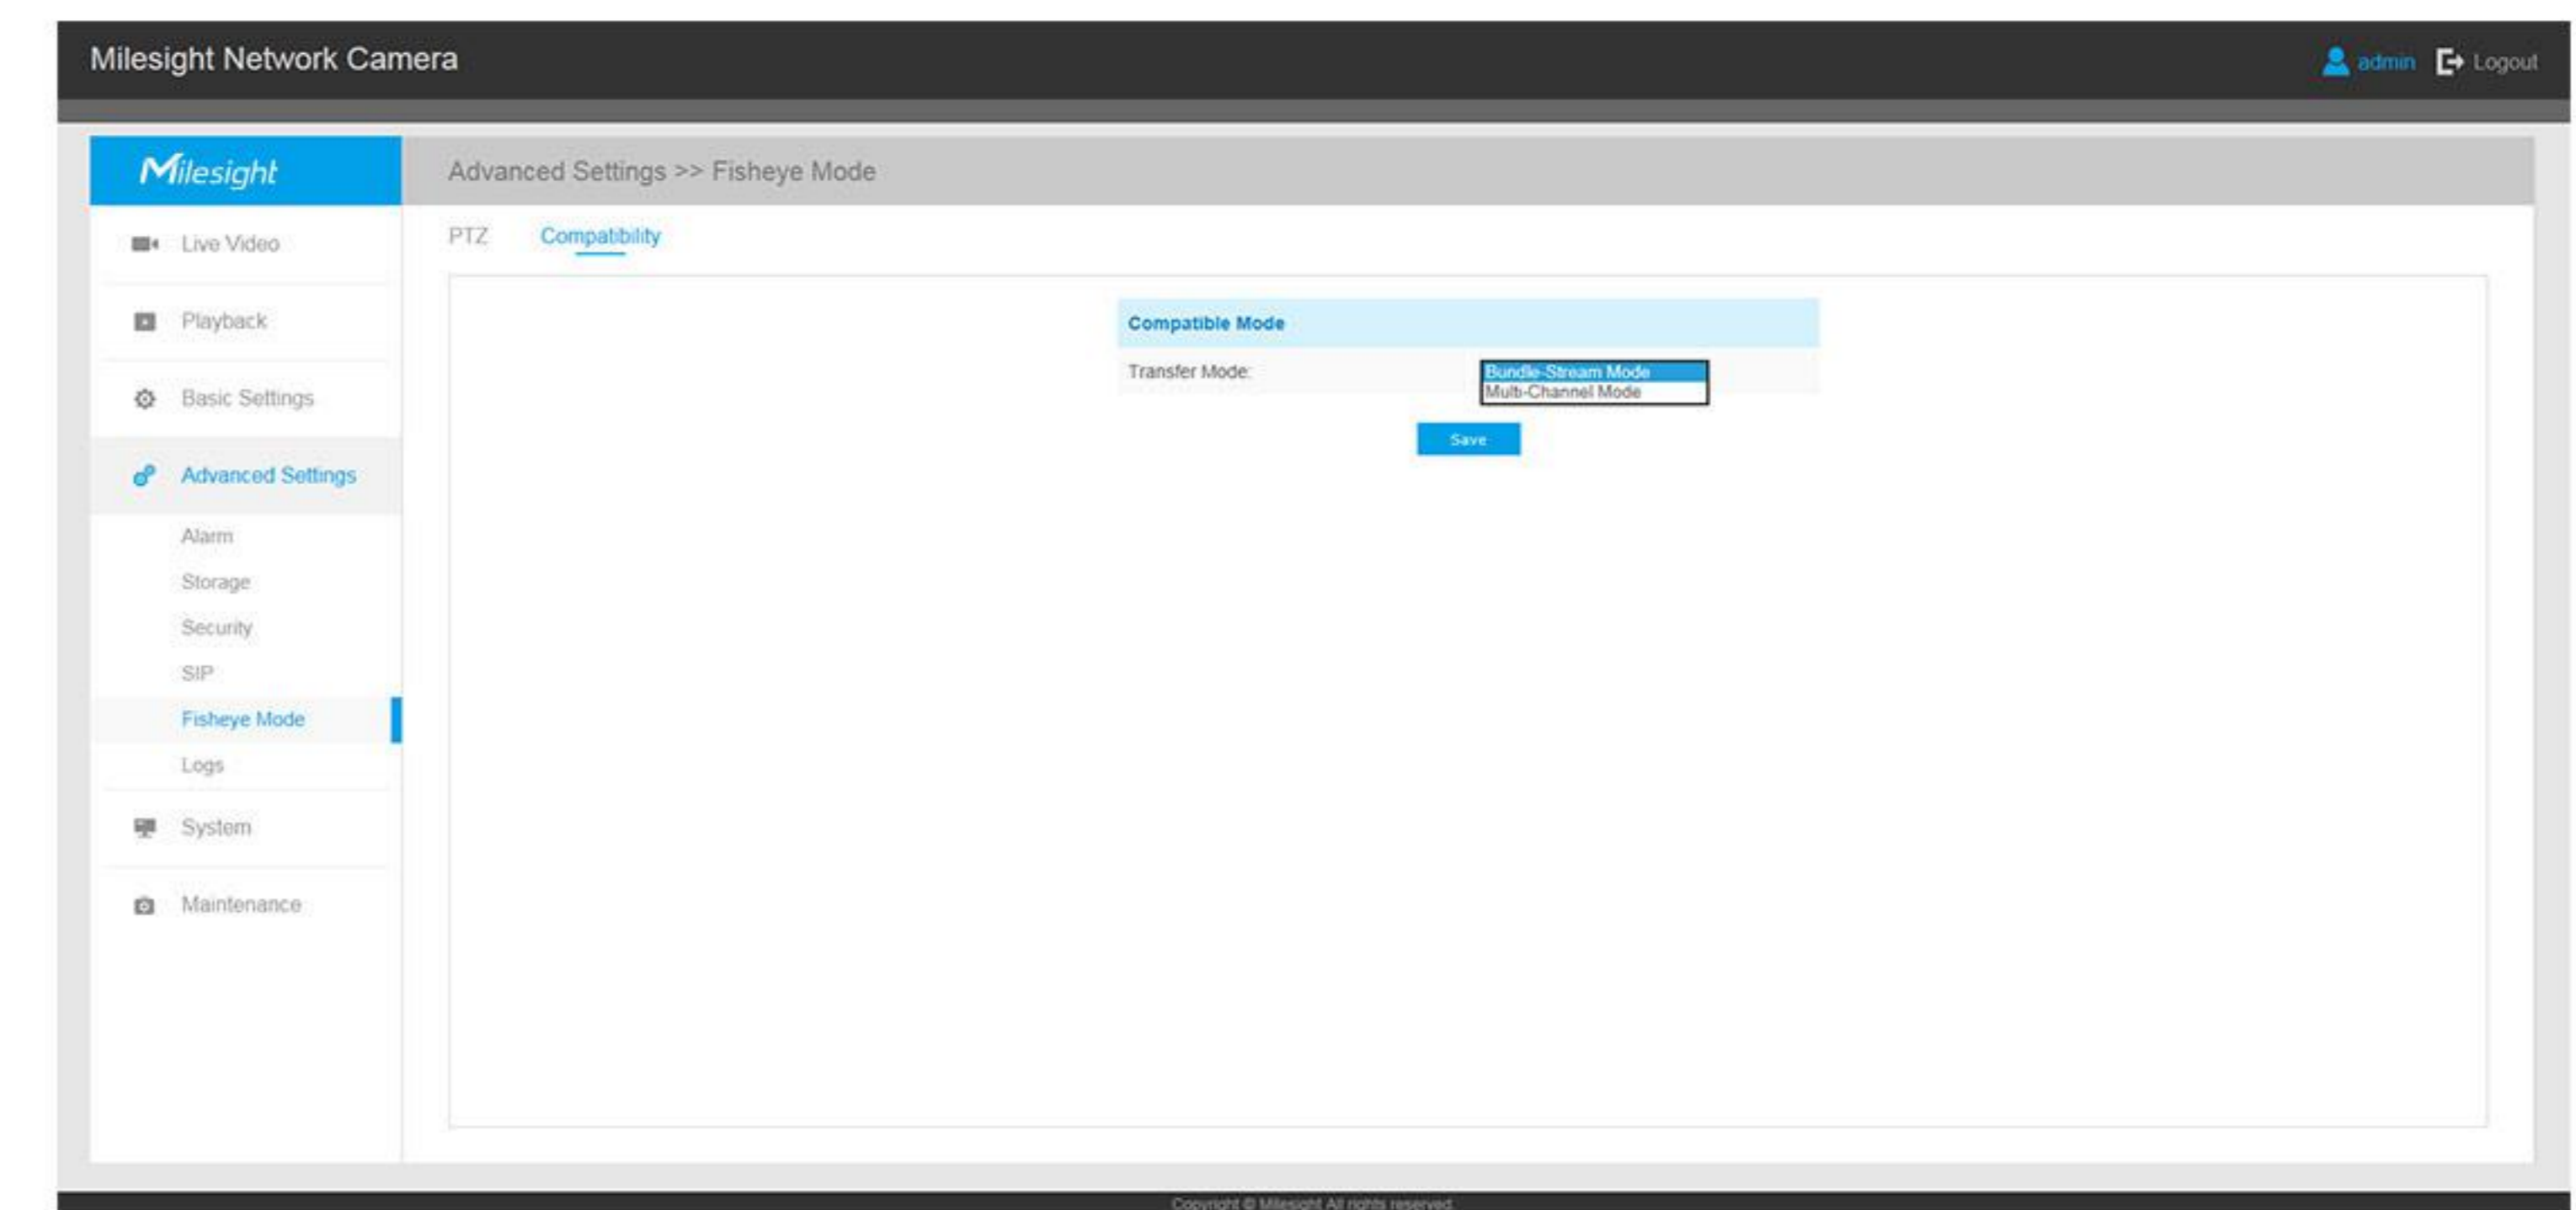 Milesight Network Camera
admin Logout
Milesight
Advanced Settings >> Fisheye Mode
Live Video
PTZ Compatibility
Playback
Compatible Mode
Transfer Mode:
Bundle-Stream Mode
Multi-Channel Mode
Basic Settings
Save
Advanced Settings
Alarm
Storage
Security
SIP
Fisheye Mode
Logs
System
Maintenance
Copyright © Milesight All rights reserved.